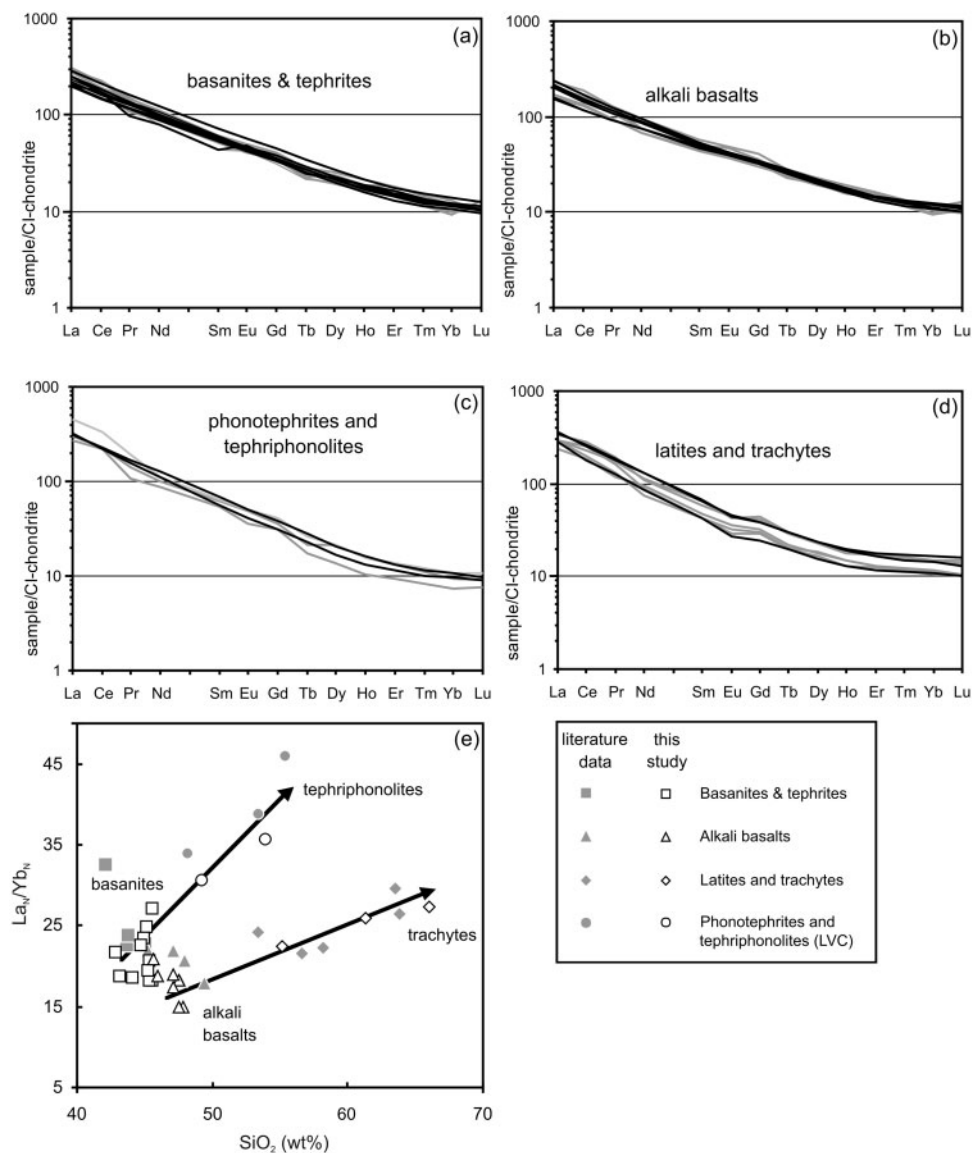 1000
100
10
1
sample/CI-chondrite
(a)
basanites & tephrites
La Ce Pr Nd Sm Eu Gd Tb Dy Ho Er Tm Yb Lu
1000
100
10
1
sample/CI-chondrite
(b)
alkali basalts
La Ce Pr Nd Sm Eu Gd Tb Dy Ho Er Tm Yb Lu
1000
100
10
1
sample/CI-chondrite
(c)
phonotephrites and
tephriphonolites
La Ce Pr Nd Sm Eu Gd Tb Dy Ho Er Tm Yb Lu
1000
100
10
1
sample/CI-chondrite
(d)
latites and trachytes
La Ce Pr Nd Sm Eu Gd Tb Dy Ho Er Tm Yb Lu
45
35
25
15
5
LaN/YbN
(e)
tephriphonolites
basanites
trachytes
alkali
basalts
40 50 60 70
SiO2 (wt%)
literature
data
this
study
Basanites & tephrites
Alkali basalts
Latites and trachytes
Phonotephrites and
tephriphonolites (LVC)